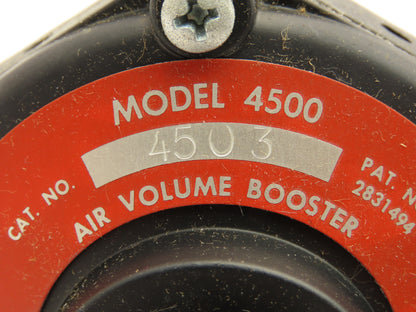 MODEL 4500
CAT. NO.
4503
PAT. N
2831494
AIR VOLUME BOOSTER